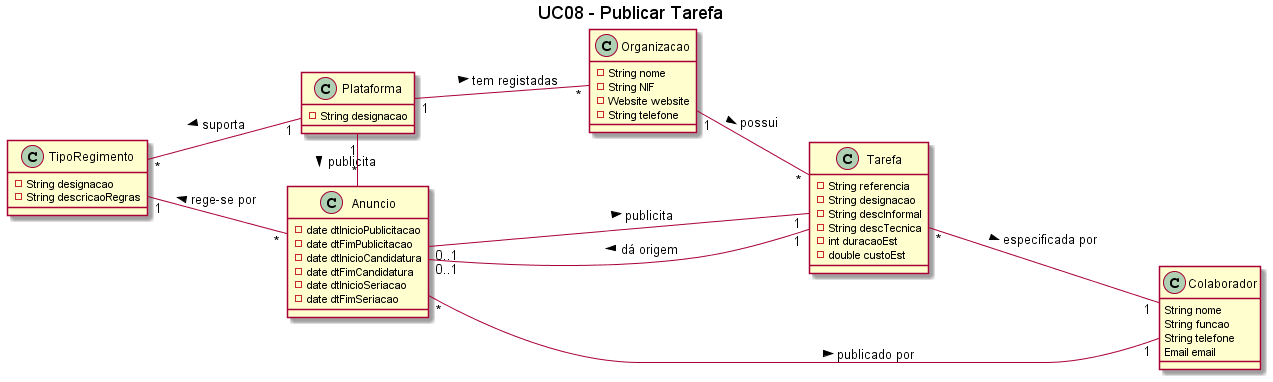 UC08 - Publicar Tarefa
C Organizacao
String nome
String NIF
Website website
String telefone
C Plataforma
String designacao
1
tem registadas
*
1
suporta
*
1
publicita
*
1
possui
*
C TipoRegimento
String designacao
String descricaoRegras
1
rege-se por
*
C Tarefa
String referencia
String designacao
String descInformal
String descTecnica
int duracaoEst
double custoEst
C Anuncio
date dtInicioPublicitacao
date dtFimPublicitacao
date dtInicioCandidatura
date dtFimCandidatura
date dtInicioSeriacao
date dtFimSeriacao
0..1
publicita
1
0..1
dá origem
1
*
especificada por
1
C Colaborador
String nome
String funcao
String telefone
Email email
*
publicado por
1